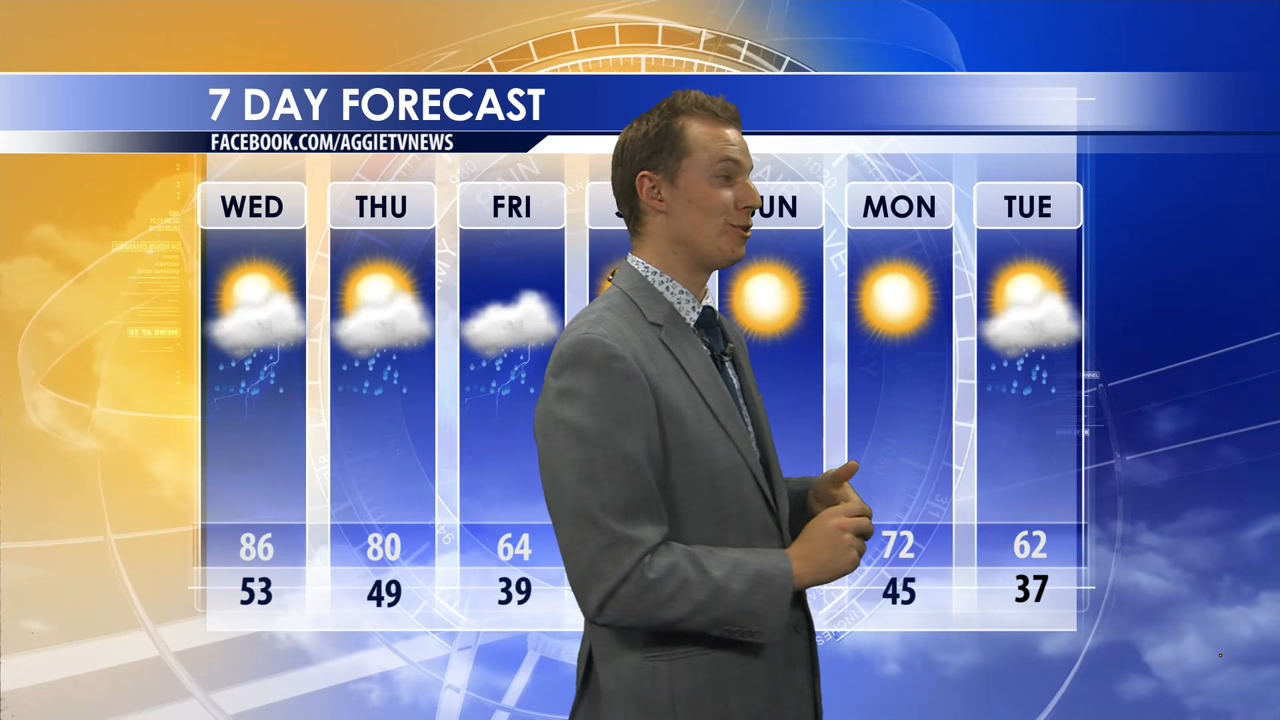 7 DAY FORECAST
FACEBOOK.COM/AGGIETVNEWS
WED THU FRI MON TUE
86 80 64 72 62
53 49 39 45 37